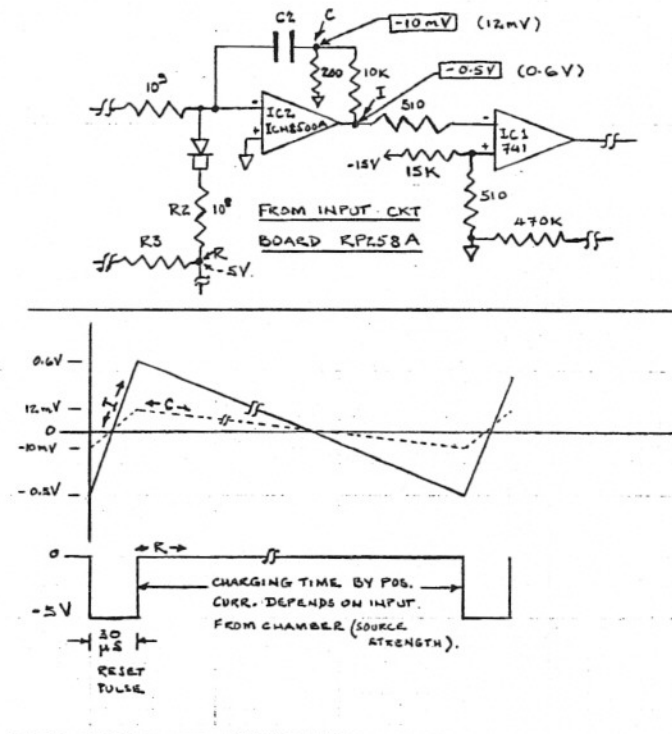 C2
C
-10mV (12mV)
10⁹
200
10K
I
-0.5V (0.6V)
-
IC2
ICH8500A
+
510
-
IC1
741
+
-15V
15K
510
R2
10⁸
FROM INPUT CKT
BOARD RP258A
470K
R3
R
-5V.
0.6V
12mV
0
-10mV
-0.5V
I
C
0
-5V
R
CHARGING TIME BY POS.
CURR. DEPENDS ON INPUT
FROM CHAMBER (SOURCE
STRENGTH).
30
μS
RESET
PULSE